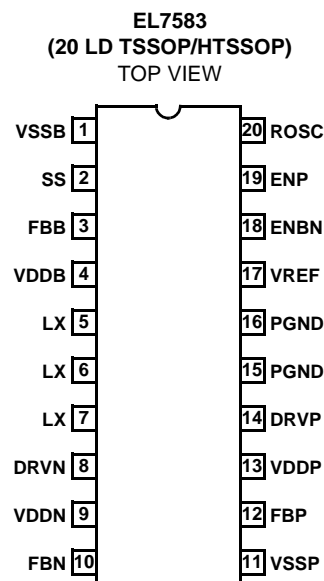 EL7583
(20 LD TSSOP/HTSSOP)
TOP VIEW
VSSB 1 20 ROSC
SS 2 19 ENP
FBB 3 18 ENBN
VDDB 4 17 VREF
LX 5 16 PGND
LX 6 15 PGND
LX 7 14 DRVP
DRVN 8 13 VDDP
VDDN 9 12 FBP
FBN 10 11 VSSP